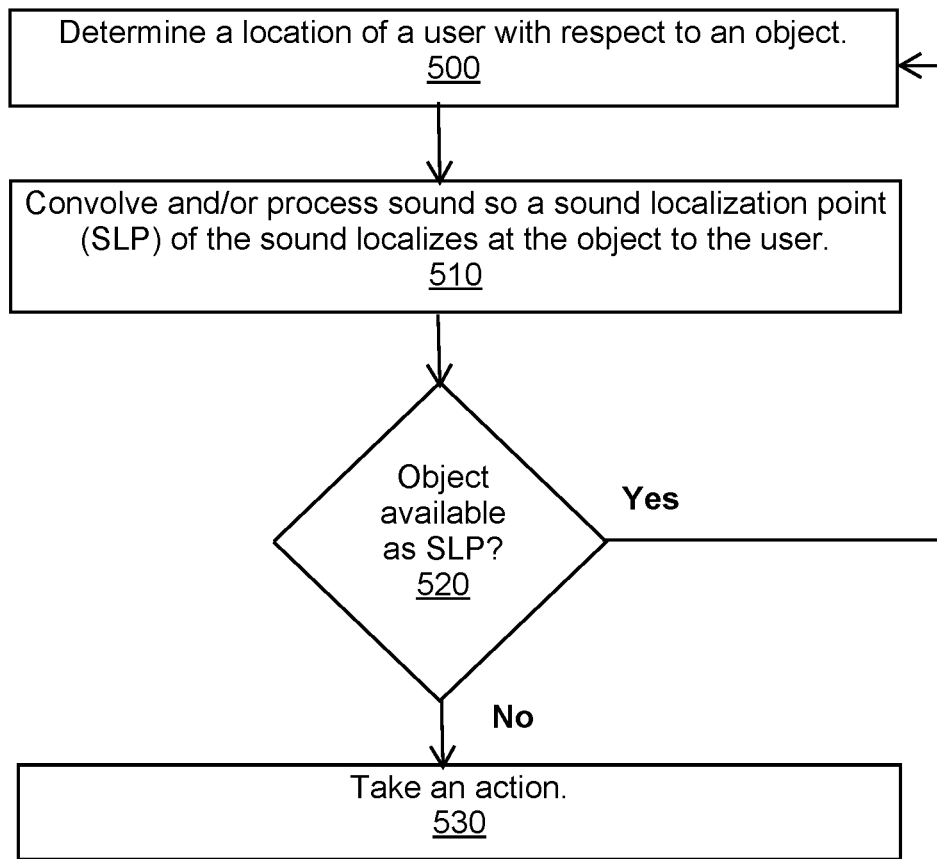 Determine a location of a user with respect to an object.
500
Convolve and/or process sound so a sound localization point
(SLP) of the sound localizes at the object to the user.
510
Object
available
as SLP?
520
Yes
No
Take an action.
530